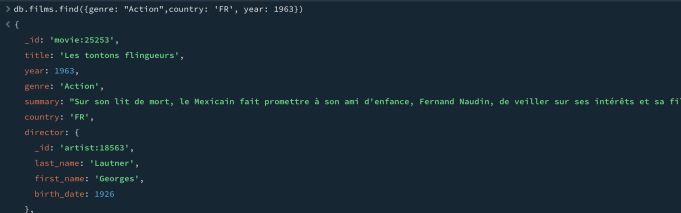 > db.films.find({genre: "Action",country: 'FR', year: 1963})
< {
_id: 'movie:25253',
title: 'Les tontons flingueurs',
year: 1963,
genre: 'Action',
summary: "Sur son lit de mort, le Mexicain fait promettre à son ami d'enfance, Fernand Naudin, de veiller sur ses intérêts et sa
country: 'FR',
director: {
_id: 'artist:18563',
last_name: 'Lautner',
first_name: 'Georges',
birth_date: 1926
},